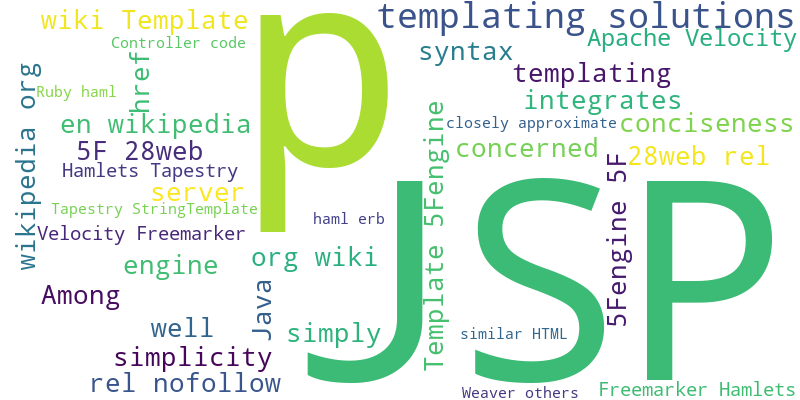 p
JSP
templating solutions
wiki Template
Controller code
Apache Velocity
syntax
href
templating
wikipedia org
Ruby haml
integrates
en wikipedia
closely approximate
conciseness
5F 28web
concerned
28web rel
Hamlets Tapestry
server
Template 5Fengine
5Fengine 5F
Tapestry StringTemplate
haml erb
Velocity Freemarker
org wiki
engine
Among
Java
well
simply
similar HTML
simplicity
rel nofollow
Weaver others
Freemarker Hamlets